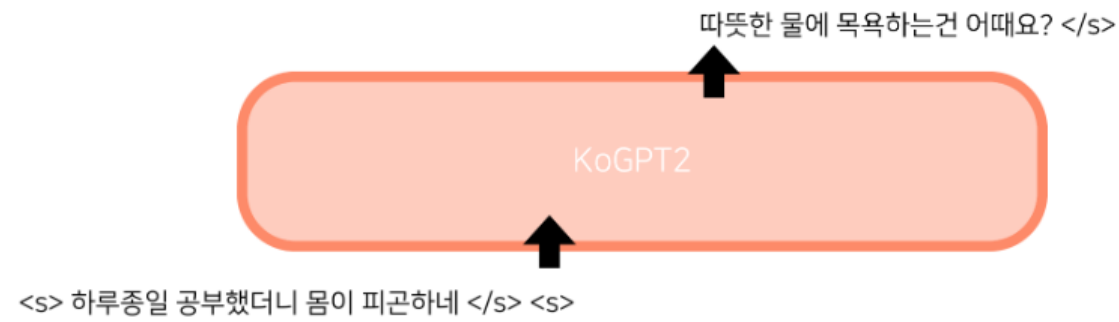 따뜻한 물에 목욕하는건 어때요? </s>
KoGPT2
<s> 하루종일 공부했더니 몸이 피곤하네 </s> <s>